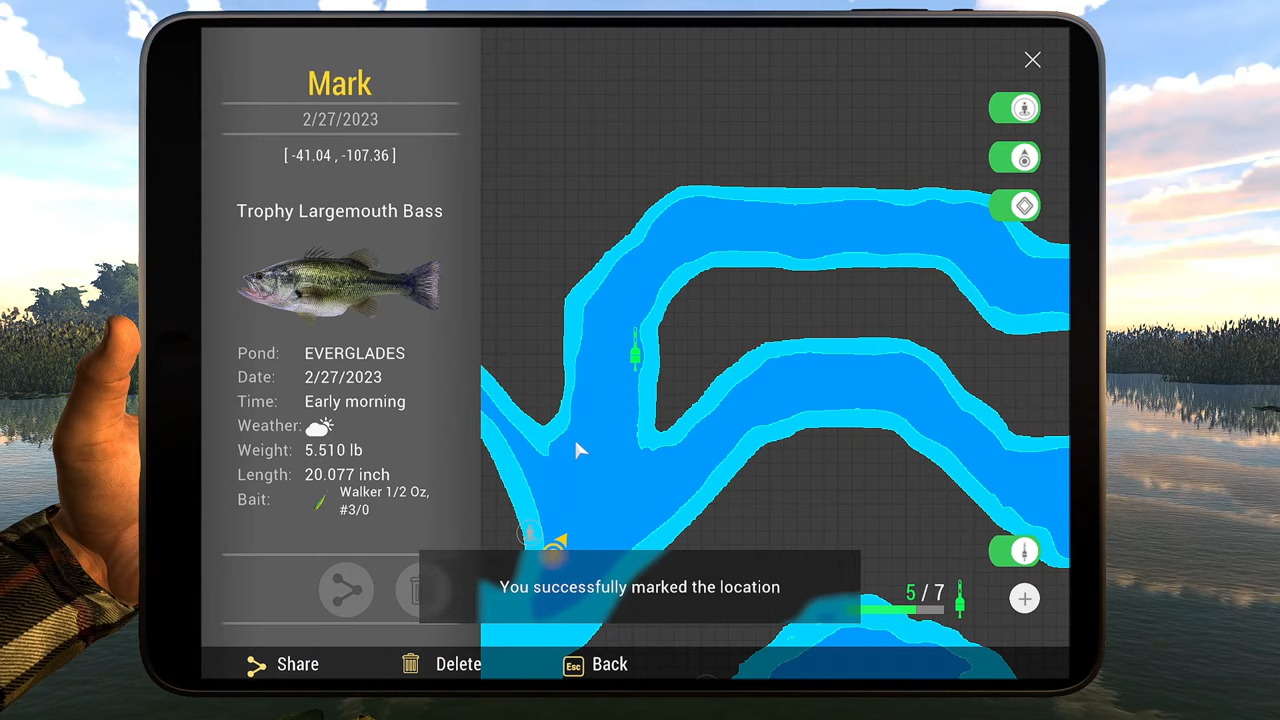 Mark
2/27/2023
[ -41.04 , -107.36 ]
Trophy Largemouth Bass
Pond: EVERGLADES
Date: 2/27/2023
Time: Early morning
Weather:
Weight: 5.510 lb
Length: 20.077 inch
Bait: Walker 1/2 Oz,
#3/0
You successfully marked the location
5 / 7
Share
Delete
Esc Back